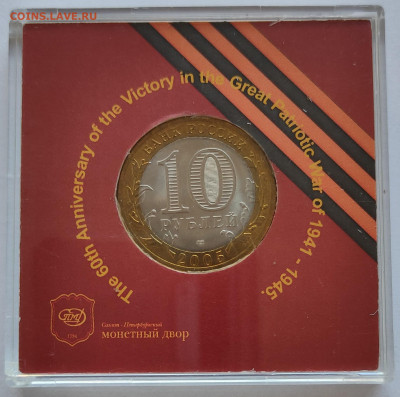 COINS.LAVE.RU
The 60th Anniversary of the Victory in the Great Patriotic War of 1941 - 1945.
БАНК РОССИИ
10
РУБЛЕЙ
2005
Санкт - Петербургский
монетный двор